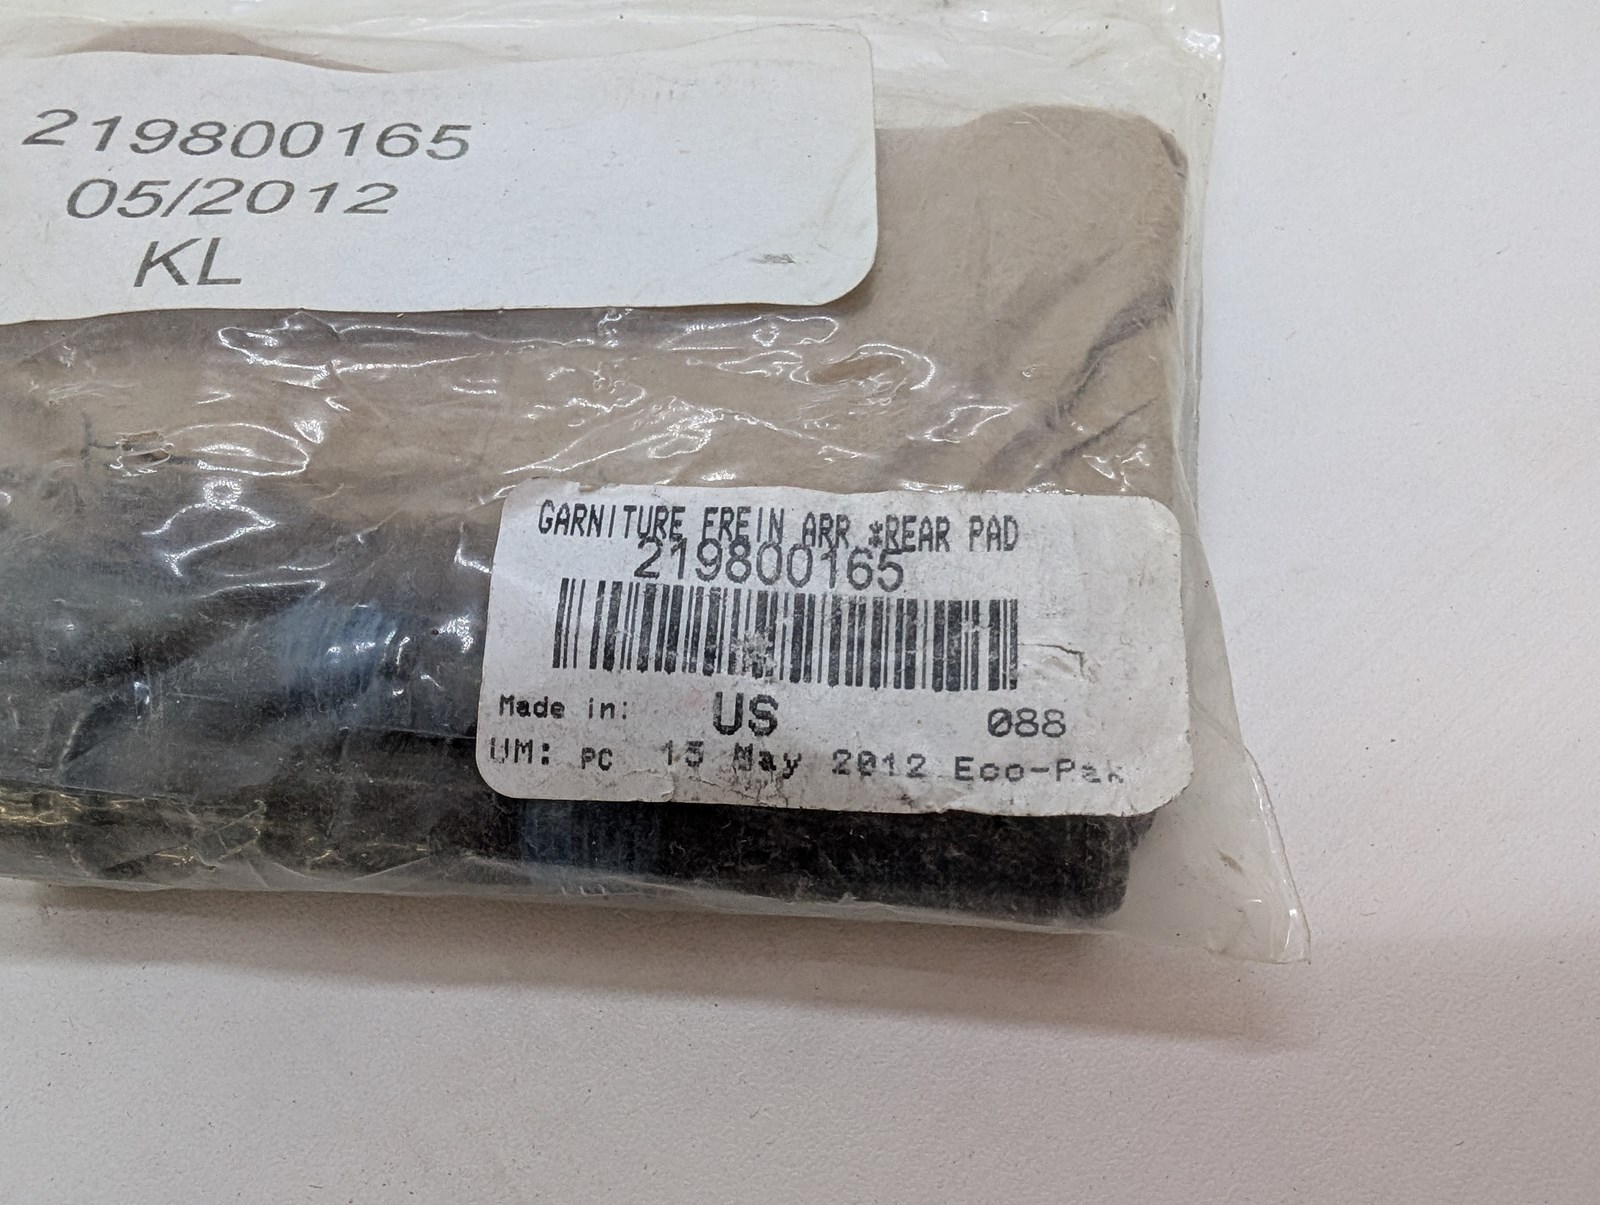 219800165
05/2012
KL
GARNITURE FREIN ARR *REAR PAD
219800165
Made in: US 088
UM: PC 15 May 2012 Eco-Pak